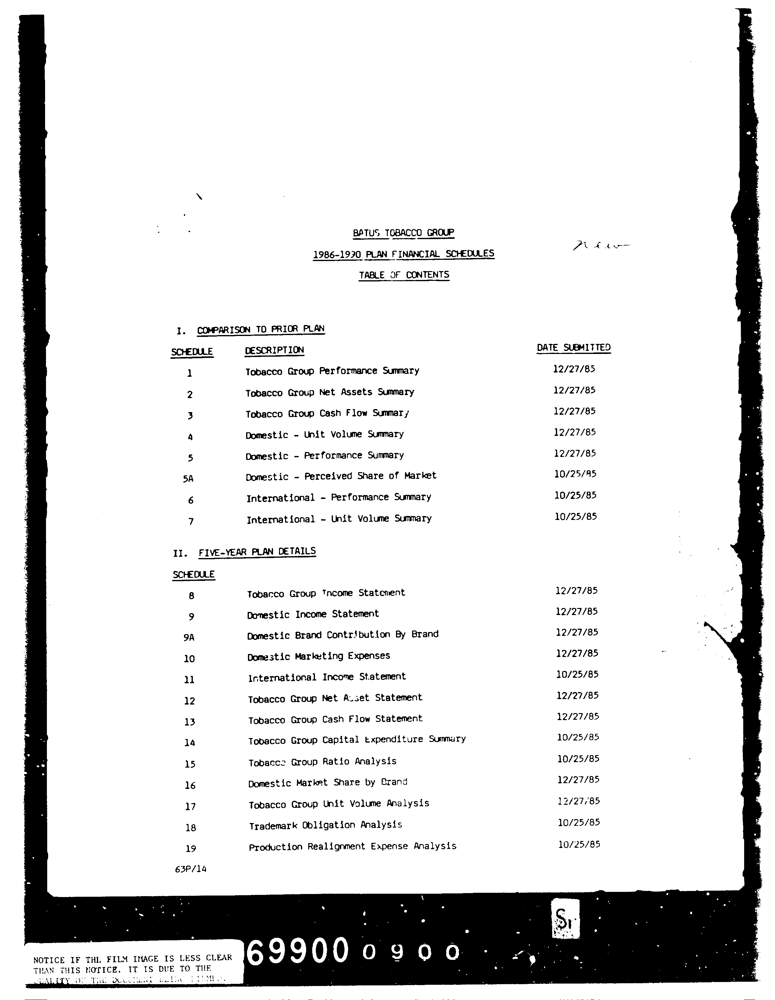 BATUS TOBACCO GROUP
New
1986-1990 PLAN FINANCIAL SCHEDULES
TABLE OF CONTENTS
I. COMPARISON TO PRIOR PLAN
SCHEDULE DESCRIPTION DATE SUBMITTED
1 Tobacco Group Performance Summary 12/27/85
2 Tobacco Group Net Assets Summary 12/27/85
3 Tobacco Group Cash Flow Summary 12/27/85
4 Domestic - Unit Volume Summary 12/27/85
5 Domestic - Performance Summary 12/27/85
5A Domestic - Perceived Share of Market 10/25/85
6 International - Performance Summary 10/25/85
7 International - Unit Volume Summary 10/25/85
II. FIVE-YEAR PLAN DETAILS
SCHEDULE
8 Tobacco Group Income Statement 12/27/85
9 Domestic Income Statement 12/27/85
9A Domestic Brand Contribution By Brand 12/27/85
10 Domestic Marketing Expenses 12/27/85
11 International Income Statement 10/25/85
12 Tobacco Group Net Asset Statement 12/27/85
13 Tobacco Group Cash Flow Statement 12/27/85
14 Tobacco Group Capital Expenditure Summary 10/25/85
15 Tobacco Group Ratio Analysis 10/25/85
16 Domestic Market Share by Brand 12/27/85
17 Tobacco Group Unit Volume Analysis 12/27/85
18 Trademark Obligation Analysis 10/25/85
19 Production Realignment Expense Analysis 10/25/85
63P/14
69900 0900
NOTICE IF THE FILM IMAGE IS LESS CLEAR
THAN THIS NOTICE. IT IS DUE TO THE
QUALITY OF THE DOCUMENT BEING FILMED.